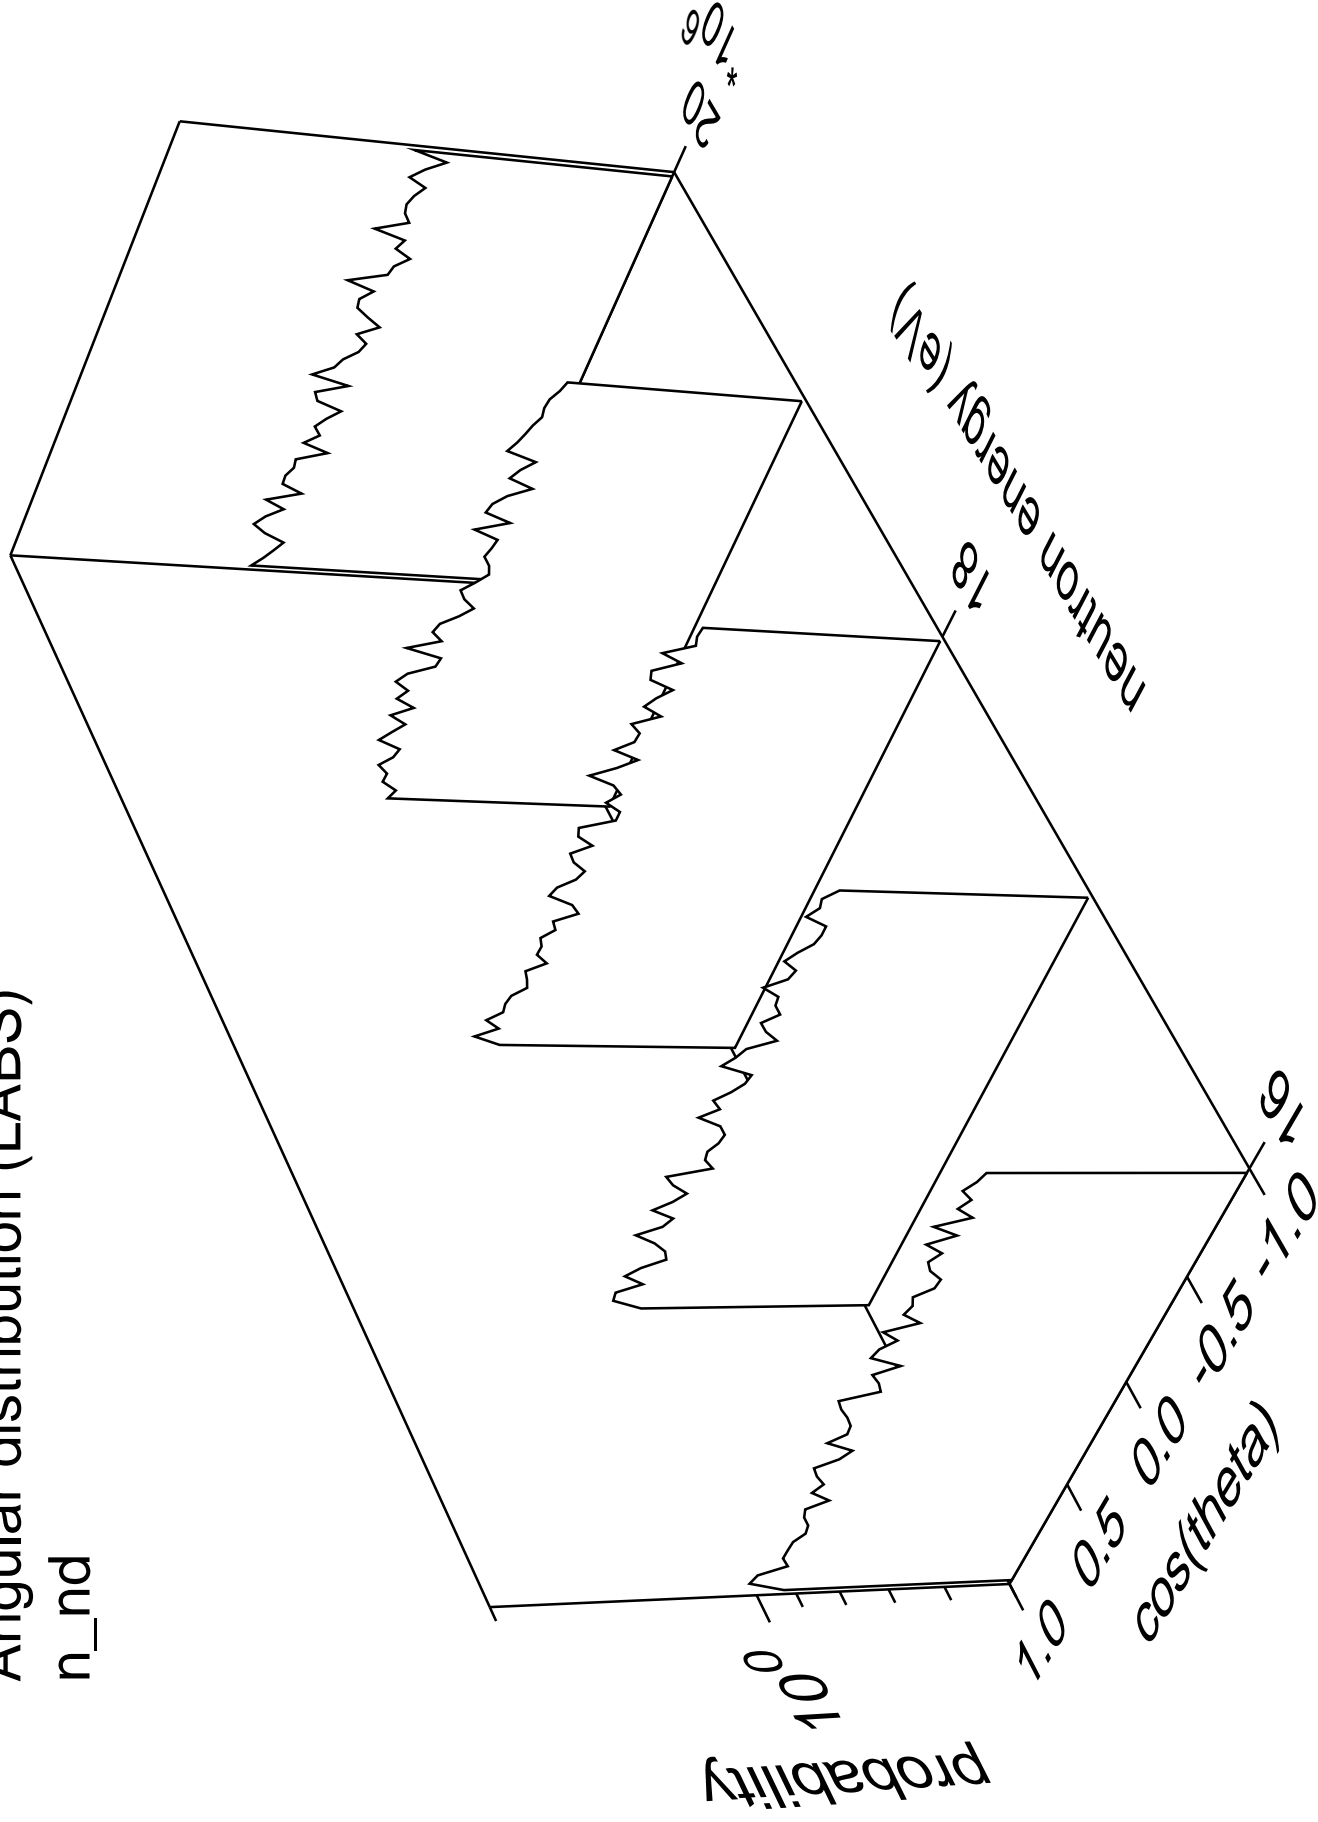 Angular distribution (LABS)
n_nd
probability
10^0
1.0 0.5 0.0 -0.5 -1.0
cos(theta)
16 18 20 *10^6
neutron energy (eV)